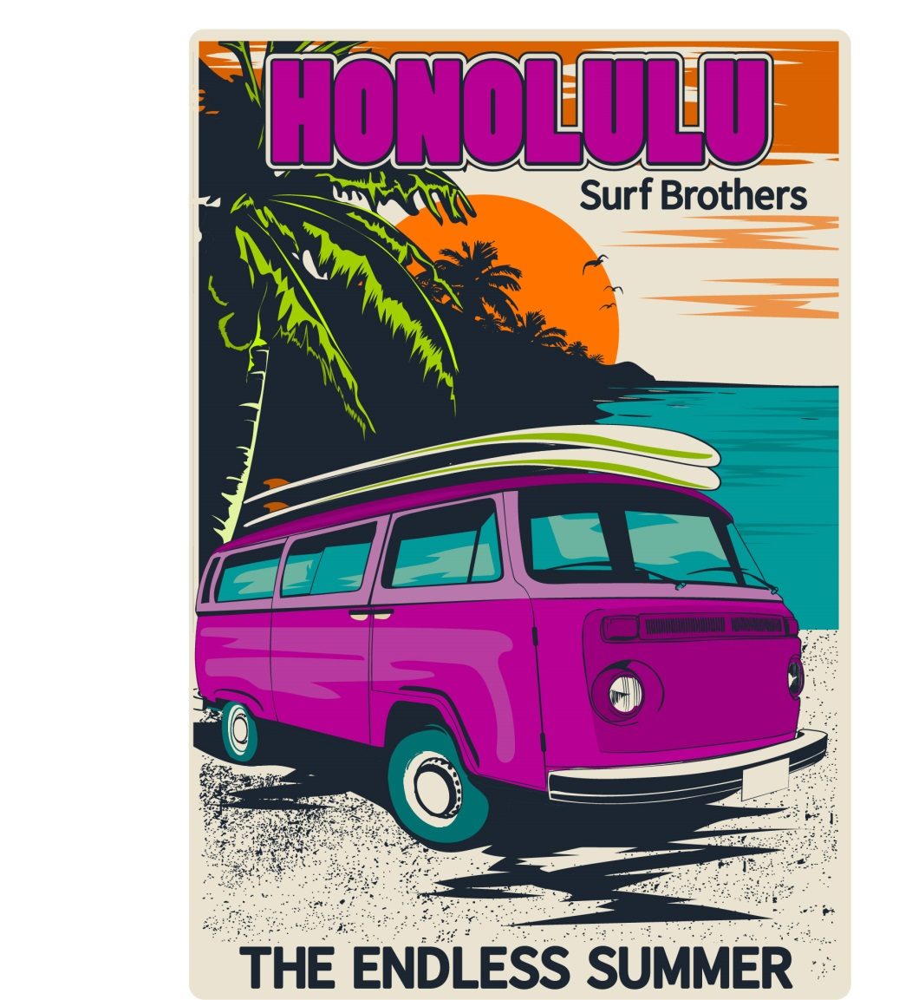 HONOLULU
Surf Brothers
THE ENDLESS SUMMER